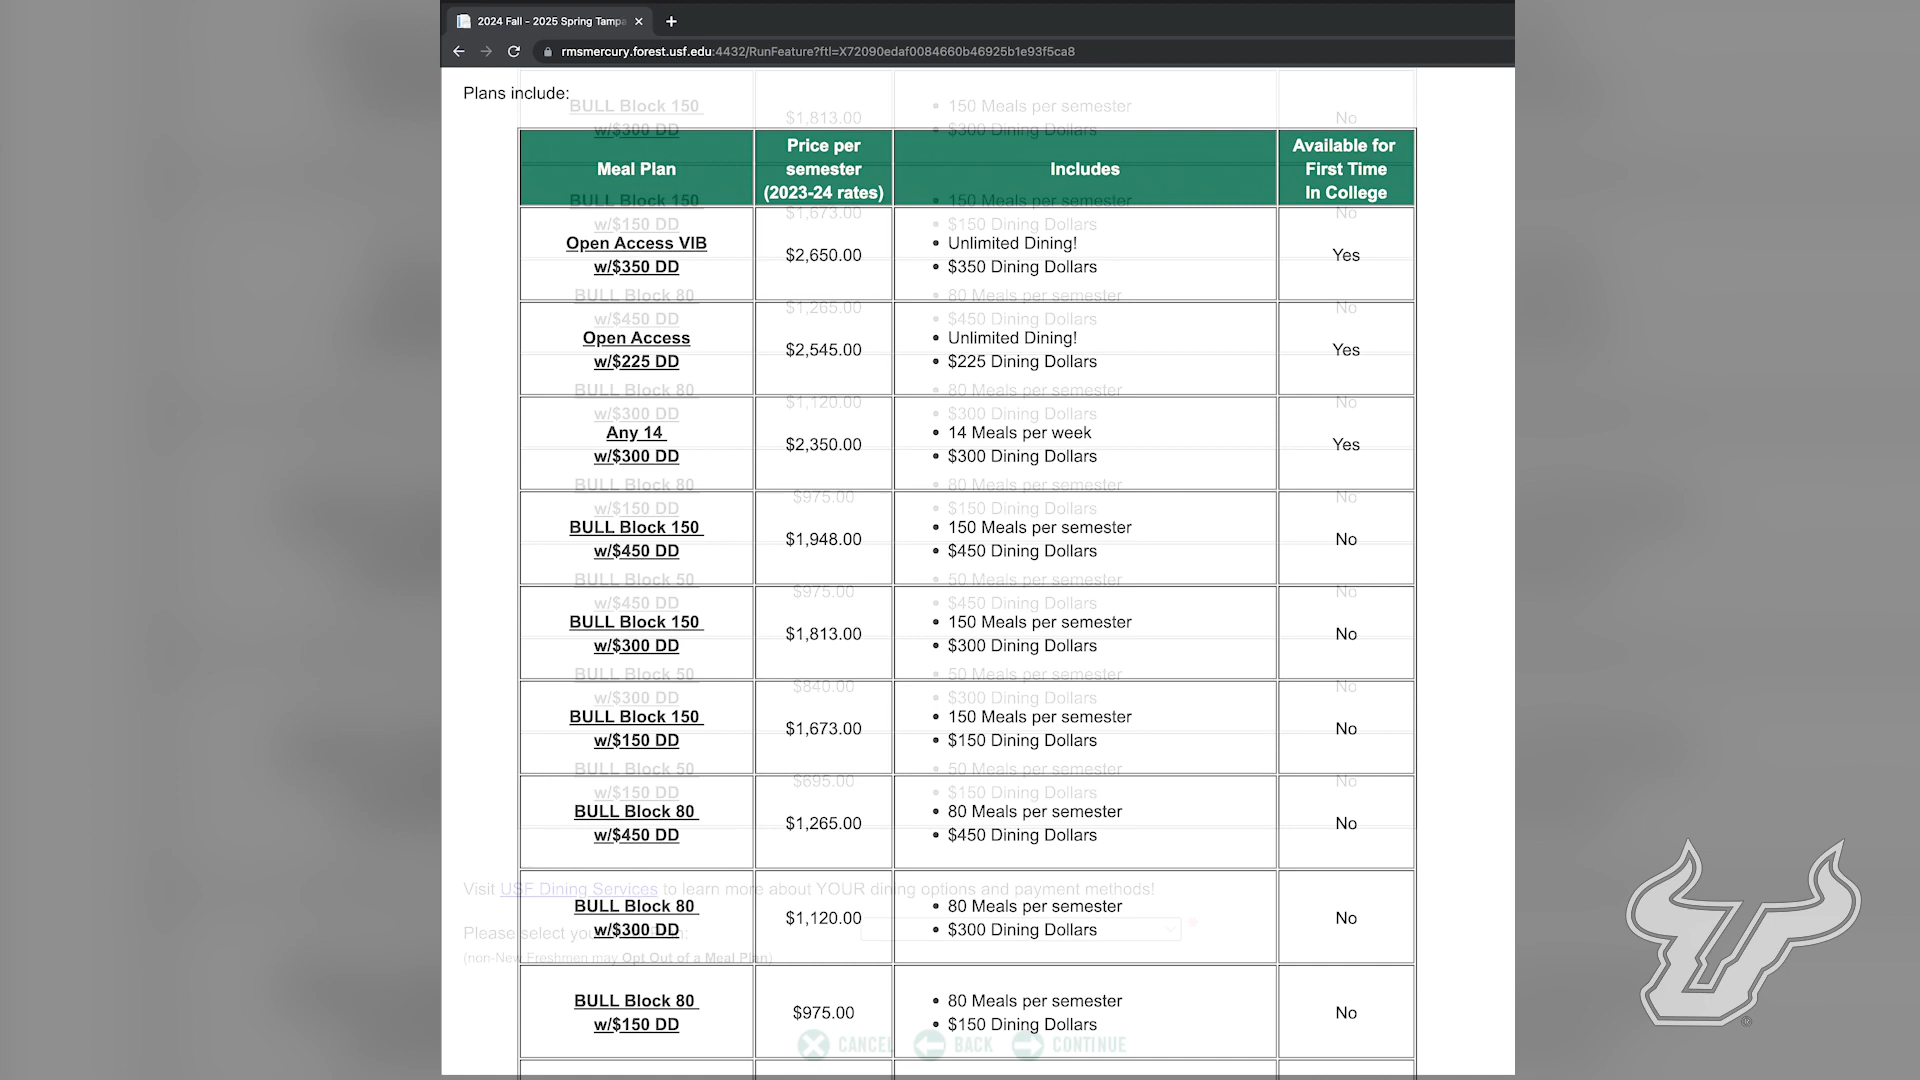 2024 Fall - 2025 Spring Tampa
rmsmercury.forest.usf.edu:4432/RunFeature?ftl=X72090edaf0084660b46925b1e93f5ca8
Plans include:
BULL Block 150 w/$300 DD $1,813.00 • 150 Meals per semester • $300 Dining Dollars No
Meal Plan
Price per semester (2023-24 rates)
Includes
Available for First Time In College
BULL Block 150 w/$150 DD $1,673.00 • 150 Meals per semester • $150 Dining Dollars No
Open Access VIB w/$350 DD $2,650.00 • Unlimited Dining! • $350 Dining Dollars Yes
BULL Block 80 w/$450 DD $1,265.00 • 80 Meals per semester • $450 Dining Dollars No
Open Access w/$225 DD $2,545.00 • Unlimited Dining! • $225 Dining Dollars Yes
BULL Block 80 w/$300 DD $1,120.00 • 80 Meals per semester • $300 Dining Dollars No
Any 14 w/$300 DD $2,350.00 • 14 Meals per week • $300 Dining Dollars Yes
BULL Block 80 w/$150 DD $975.00 • 80 Meals per semester • $150 Dining Dollars No
BULL Block 150 w/$450 DD $1,948.00 • 150 Meals per semester • $450 Dining Dollars No
BULL Block 50 w/$450 DD $975.00 • 50 Meals per semester • $450 Dining Dollars No
BULL Block 150 w/$300 DD $1,813.00 • 150 Meals per semester • $300 Dining Dollars No
BULL Block 50 w/$300 DD $840.00 • 50 Meals per semester • $300 Dining Dollars No
BULL Block 150 w/$150 DD $1,673.00 • 150 Meals per semester • $150 Dining Dollars No
BULL Block 50 w/$150 DD $695.00 • 50 Meals per semester • $150 Dining Dollars No
BULL Block 80 w/$450 DD $1,265.00 • 80 Meals per semester • $450 Dining Dollars No
Visit USF Dining Services to learn more about YOUR dining options and payment methods!
BULL Block 80 w/$300 DD $1,120.00 • 80 Meals per semester • $300 Dining Dollars No
Please select
(non-New Freshmen may Opt Out of a Meal Plan)
BULL Block 80 w/$150 DD $975.00 • 80 Meals per semester • $150 Dining Dollars No
CANCEL BACK CONTINUE